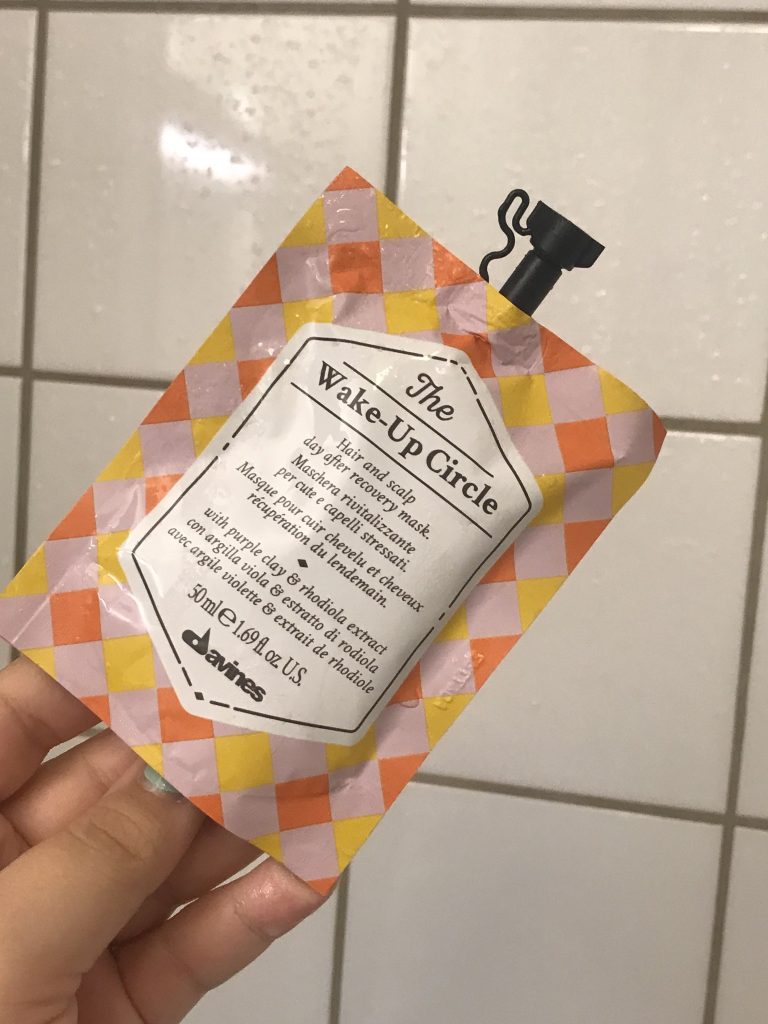 The
Wake-Up Circle
Hair and scalp
day after recovery mask.
Maschera rivitalizzante
per cute e capelli stressati.
Masque pour cuir chevelu et cheveux
récupération du lendemain.
with purple clay & rhodiola extract
con argilla viola & estratto di rodiola
avec argile violette & extrait de rhodiole
50 ml ℮ 1.69 fl. oz U.S.
davines